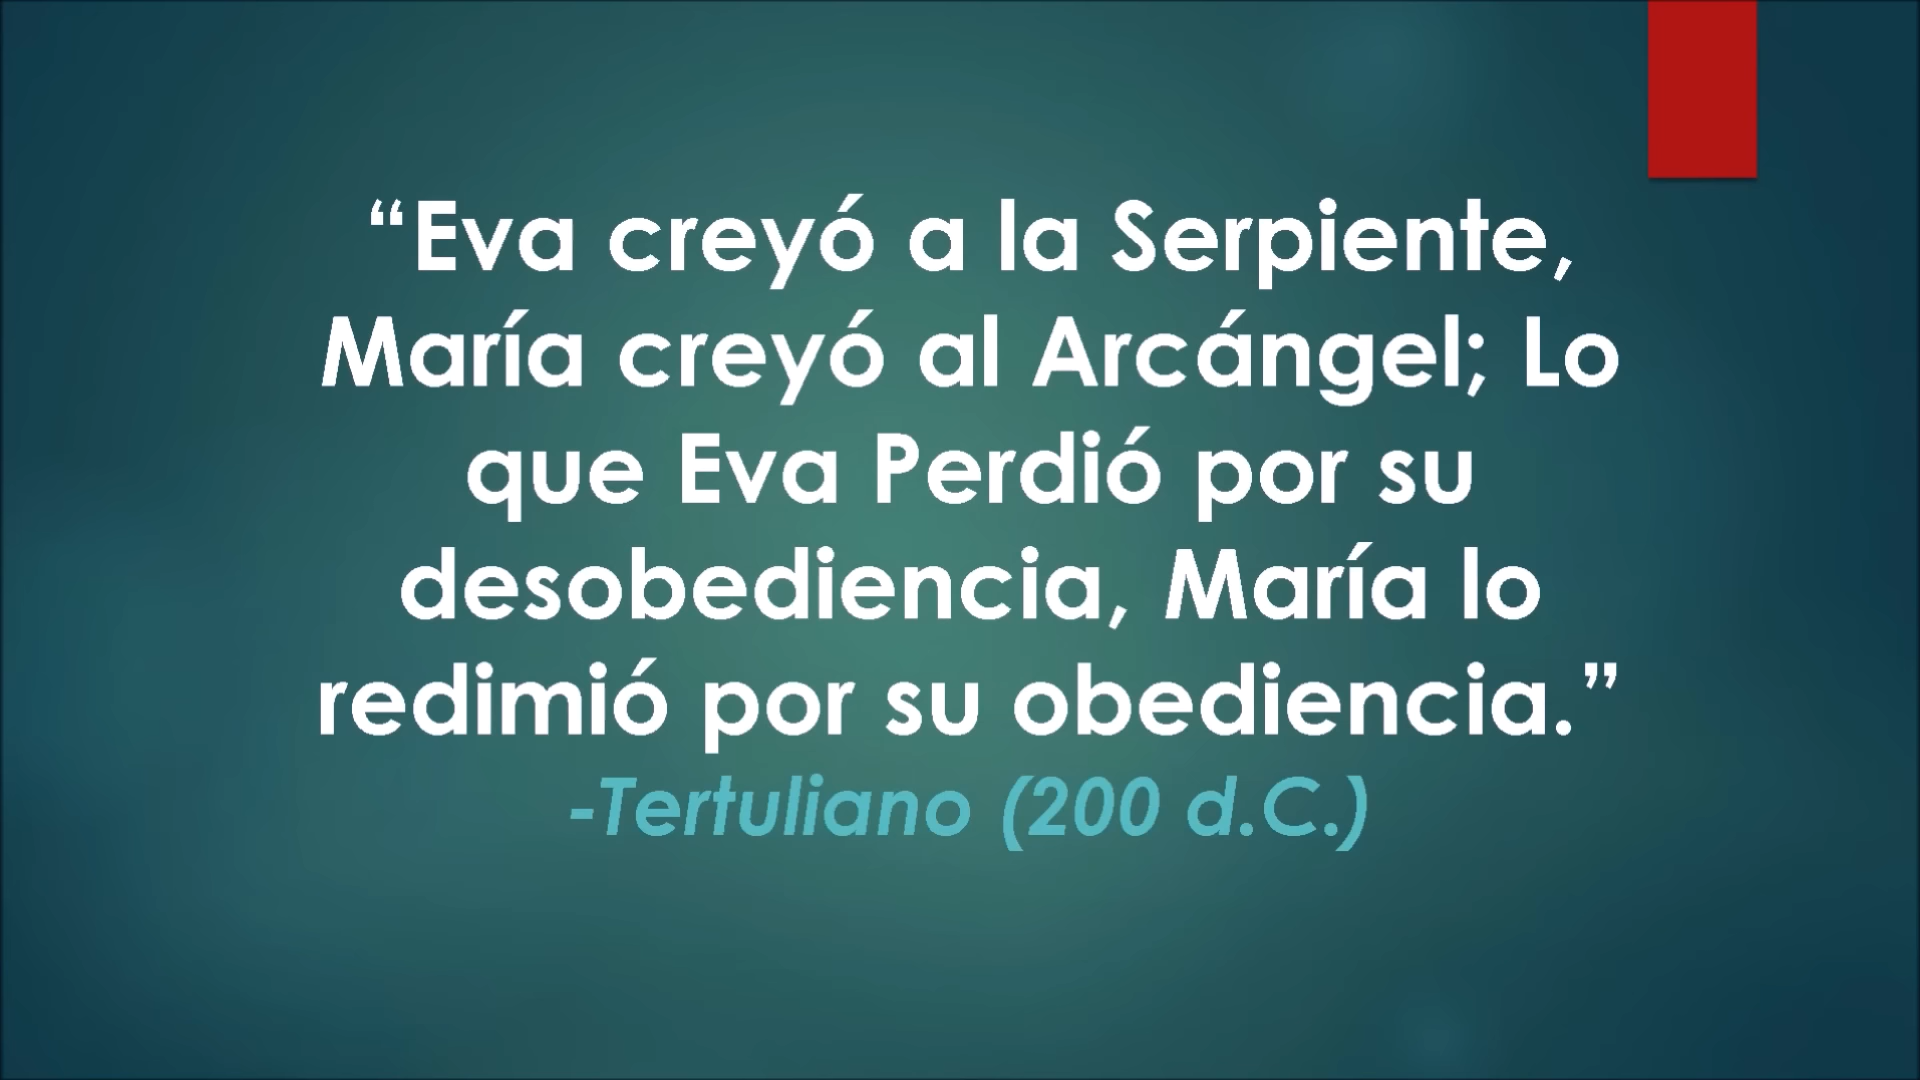 “Eva creyó a la Serpiente,
María creyó al Arcángel; Lo
que Eva Perdió por su
desobediencia, María lo
redimió por su obediencia.”
-Tertuliano (200 d.C.)